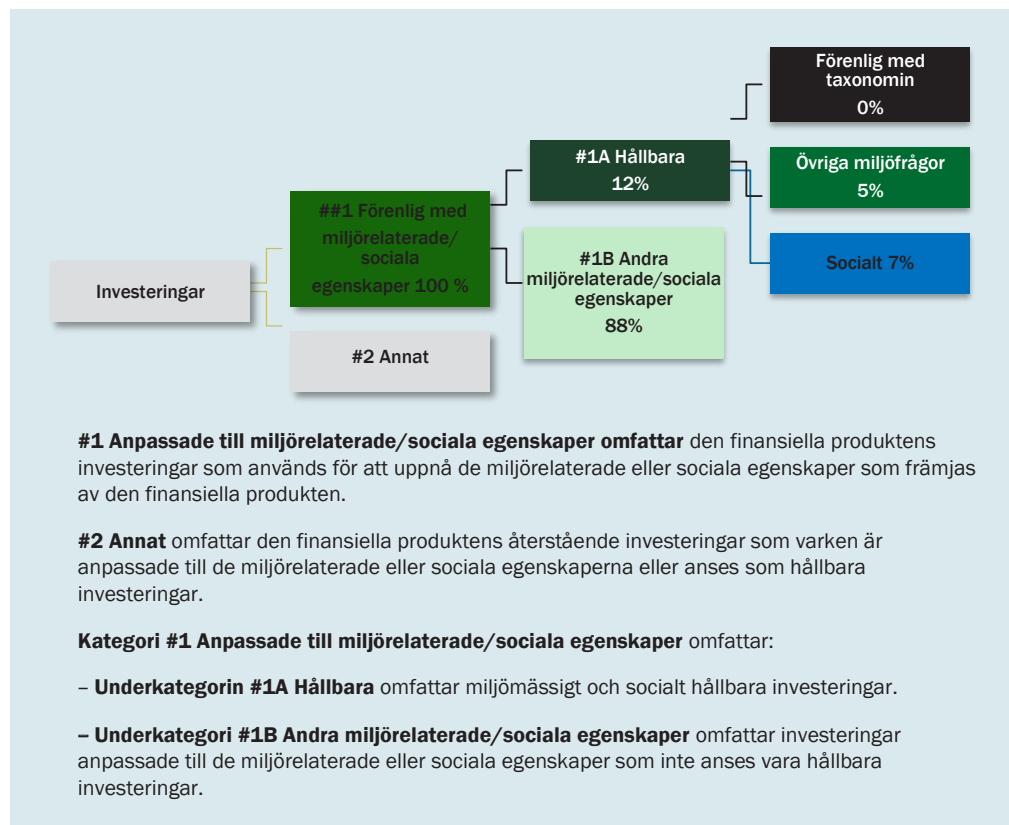 Förenlig med
taxonomin
0%
#1A Hållbara
12%
Övriga miljöfrågor
5%
##1 Förenlig med
miljörelaterade/
sociala
egenskaper 100 %
#1B Andra
miljörelaterade/sociala
egenskaper
88%
Socialt 7%
Investeringar
#2 Annat
#1 Anpassade till miljörelaterade/sociala egenskaper omfattar den finansiella produktens
investeringar som används för att uppnå de miljörelaterade eller sociala egenskaper som främjas
av den finansiella produkten.
#2 Annat omfattar den finansiella produktens återstående investeringar som varken är
anpassade till de miljörelaterade eller sociala egenskaperna eller anses som hållbara
investeringar.
Kategori #1 Anpassade till miljörelaterade/sociala egenskaper omfattar:
– Underkategorin #1A Hållbara omfattar miljömässigt och socialt hållbara investeringar.
– Underkategori #1B Andra miljörelaterade/sociala egenskaper omfattar investeringar
anpassade till de miljörelaterade eller sociala egenskaper som inte anses vara hållbara
investeringar.